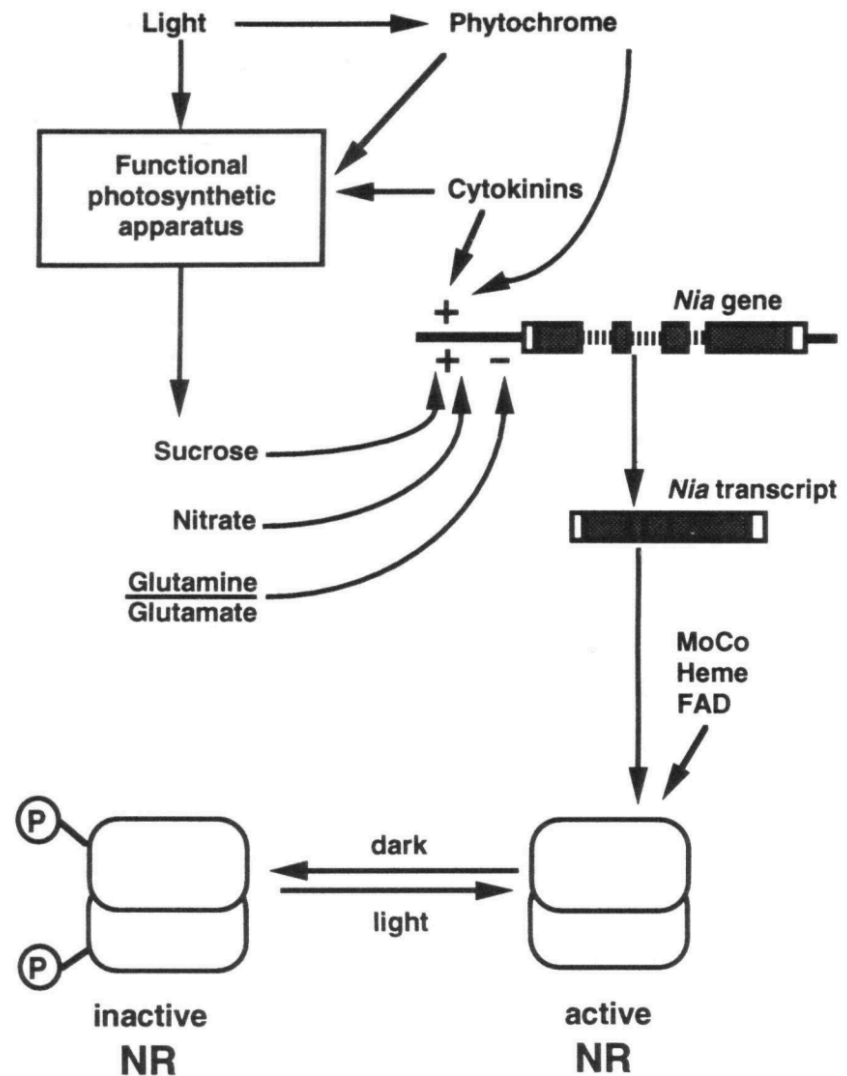 Light
Phytochrome
Functional
photosynthetic
apparatus
Cytokinins
+
Nia gene
+ −
Sucrose
Nia transcript
Nitrate
Glutamine
Glutamate
MoCo
Heme
FAD
P
dark
light
P
inactive
NR
active
NR